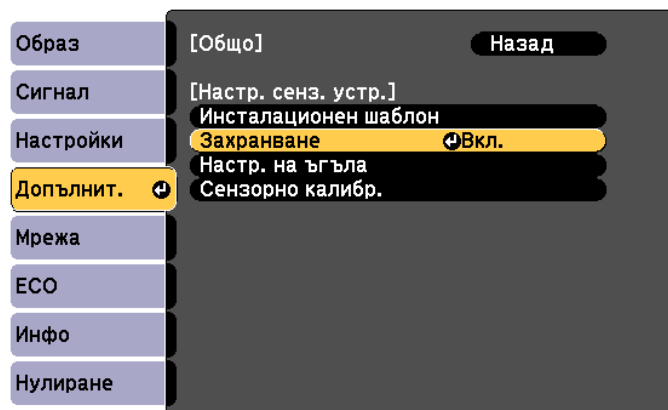 Образ
Сигнал
Настройки
Допълнит.
Мрежа
ECO
Инфо
Нулиране
[Общо] Назад
[Настр. сенз. устр.]
Инсталационен шаблон
Захранване Вкл.
Настр. на ъгъла
Сензорно калибр.